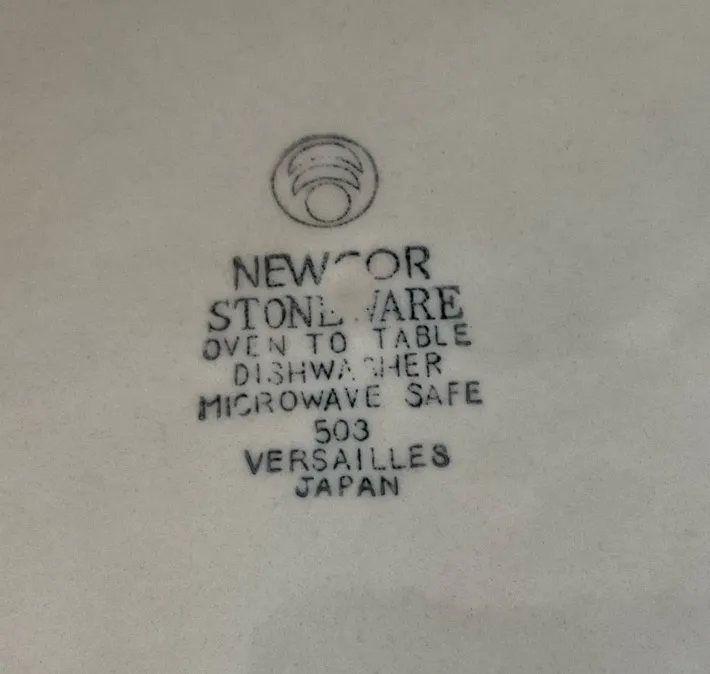 NEWCOR
STONEWARE
OVEN TO TABLE
DISHWASHER
MICROWAVE SAFE
503
VERSAILLES
JAPAN